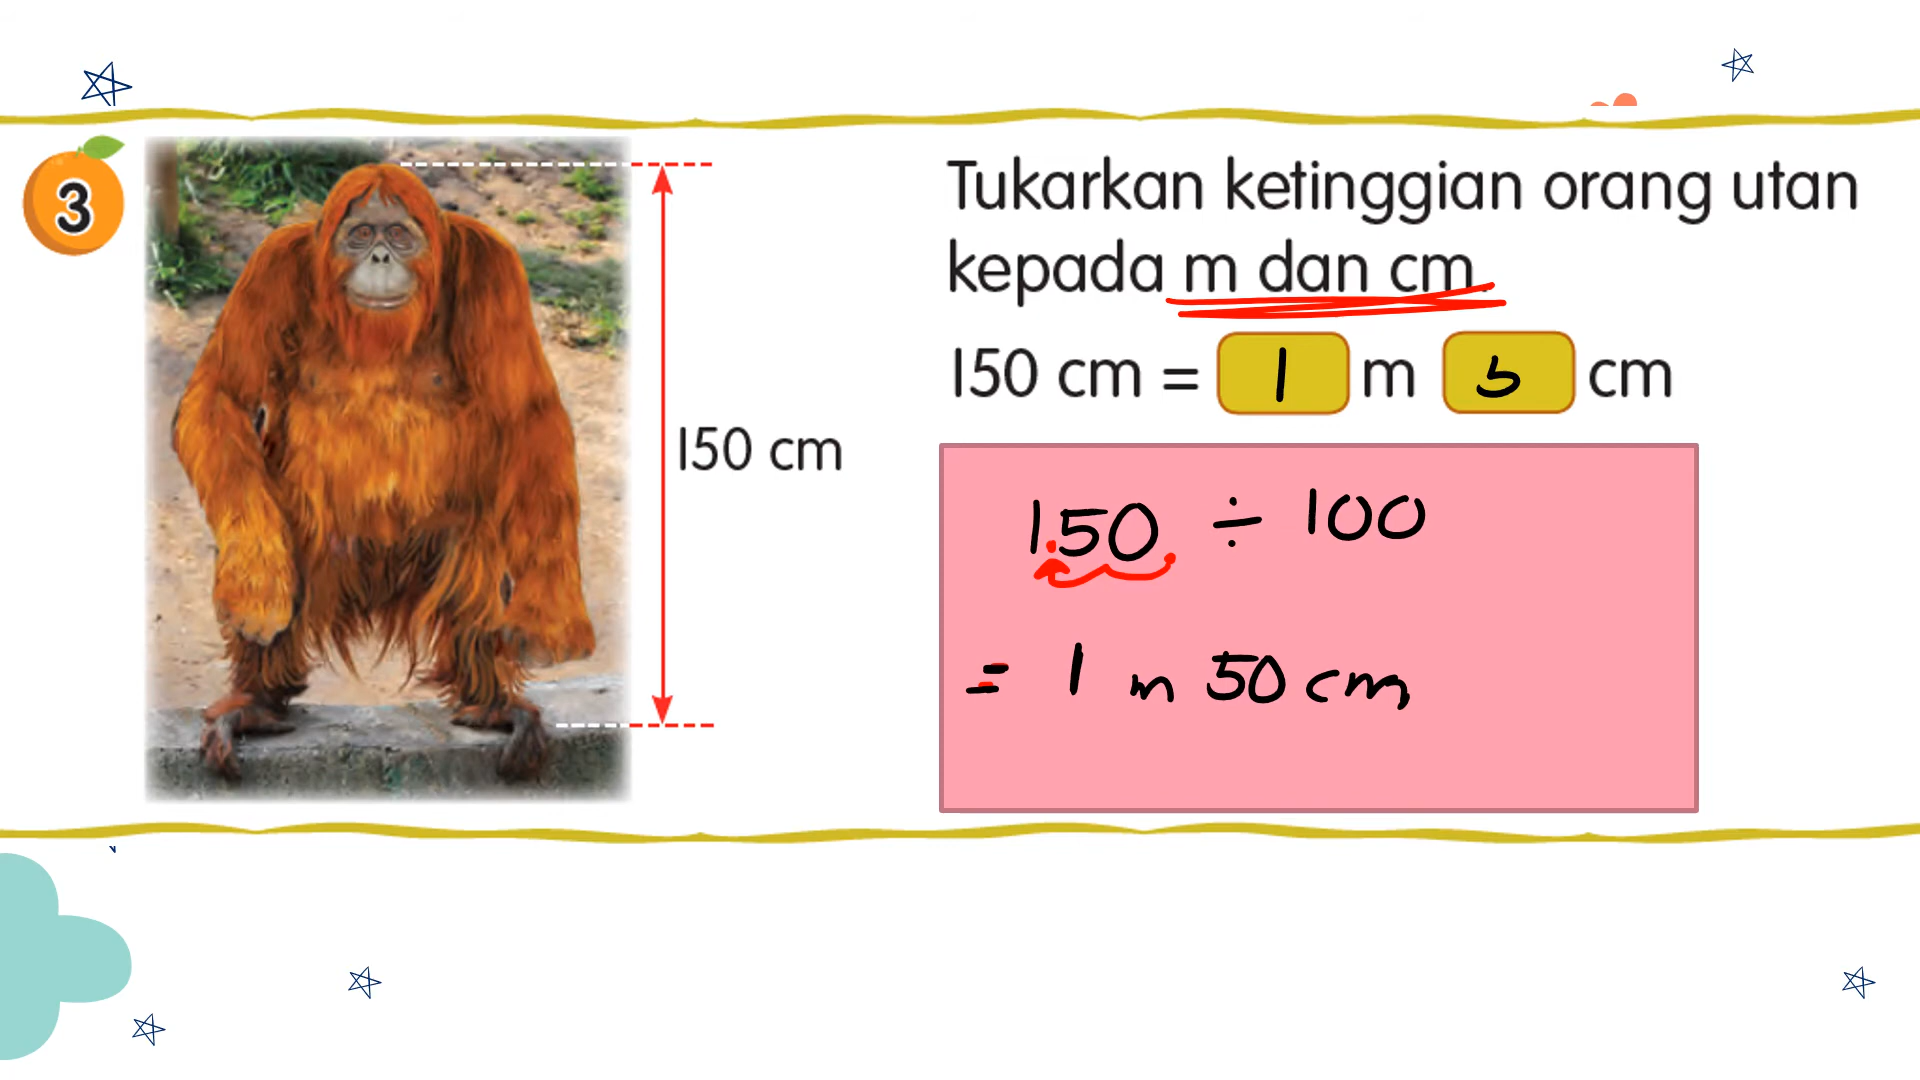 3
Tukarkan ketinggian orang utan
kepada m dan cm.
150 cm = 1 m 5 cm
150 cm
150 ÷ 100
= 1 m 50 cm